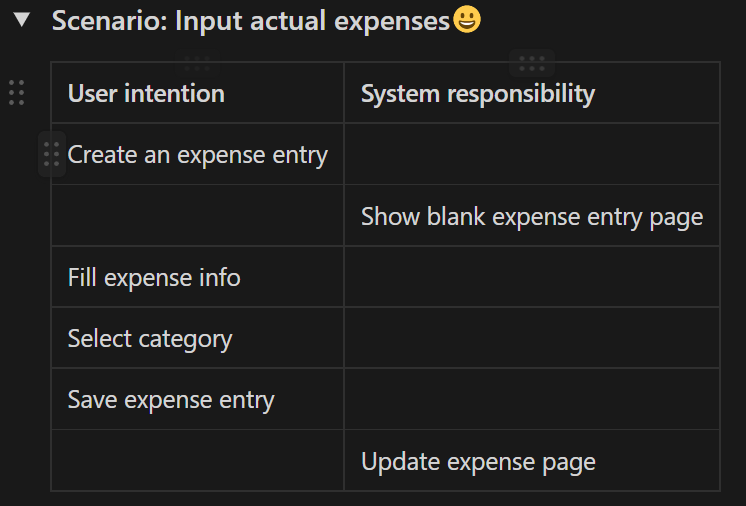 Scenario: Input actual expenses😀
User intention
System responsibility
Create an expense entry
Show blank expense entry page
Fill expense info
Select category
Save expense entry
Update expense page